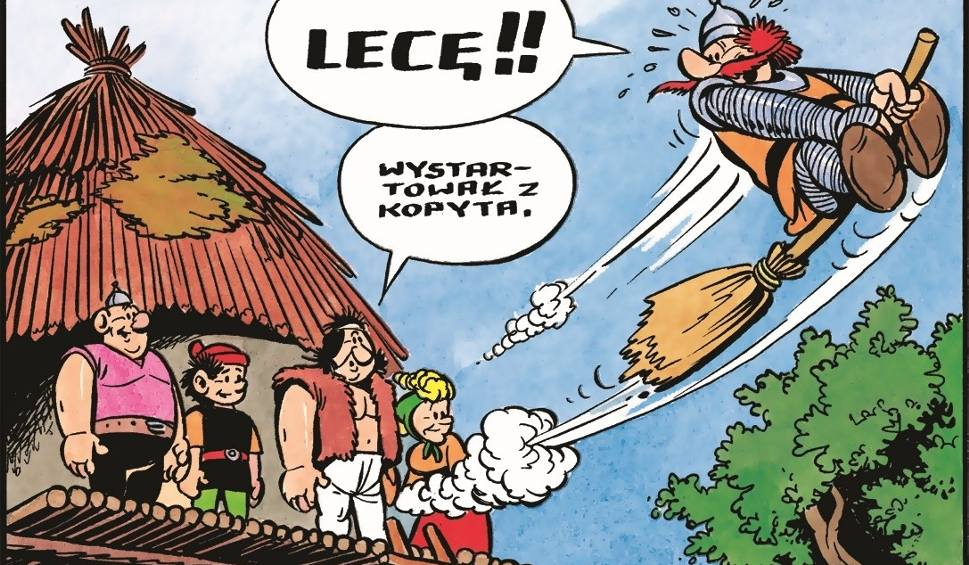 LECĘ!!
WYSTAR-
TOWAŁ Z
KOPYTA.